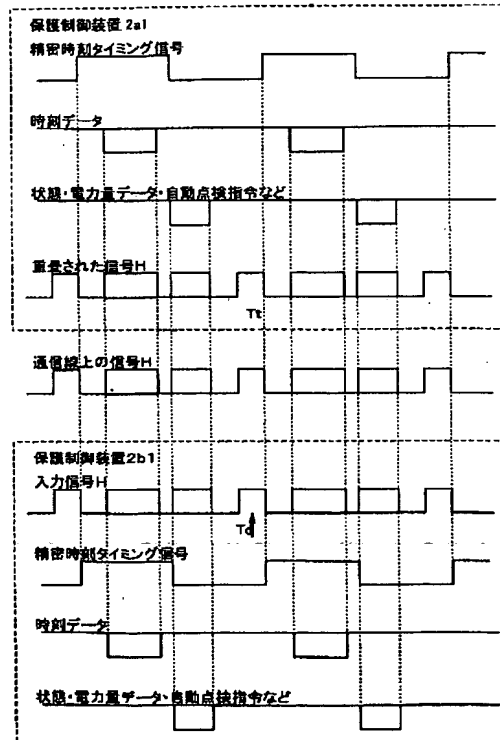 保護制御装置2a1
精密時刻タイミング信号
時刻データ
状態・電力量データ・自動点検指令など
重畳された信号H
Tt
通信線上の信号H
保護制御装置2b1
入力信号H
Td
精密時刻タイミング信号
時刻データ
状態・電力量データ・自動点検指令など